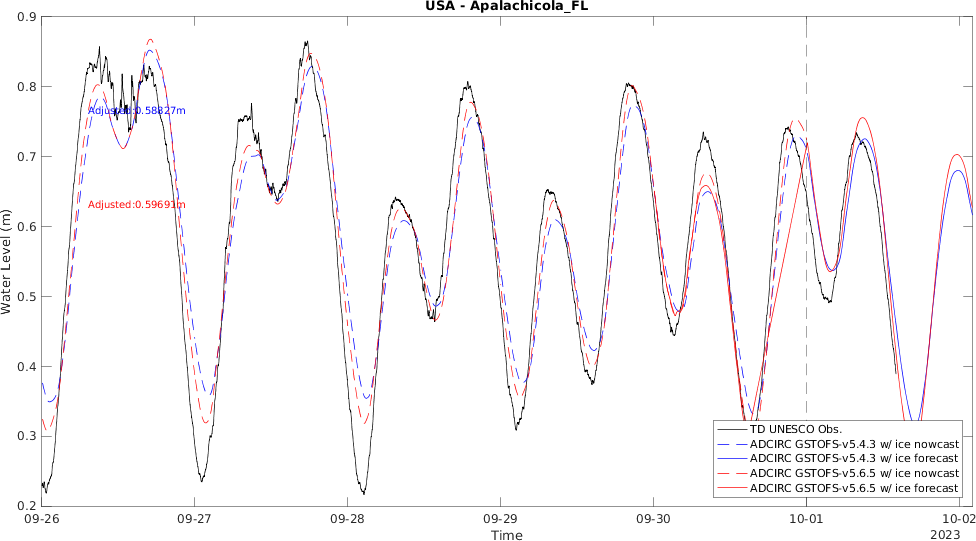 USA - Apalachicola_FL
0.9
0.8
0.7
0.6
0.5
0.4
0.3
0.2
Water Level (m)
Adjusted:0.58827m
Adjusted:0.59691m
TD UNESCO Obs.
ADCIRC GSTOFS-v5.4.3 w/ ice nowcast
ADCIRC GSTOFS-v5.4.3 w/ ice forecast
ADCIRC GSTOFS-v5.6.5 w/ ice nowcast
ADCIRC GSTOFS-v5.6.5 w/ ice forecast
09-26 09-27 09-28 09-29 09-30 10-01 10-02
Time
2023